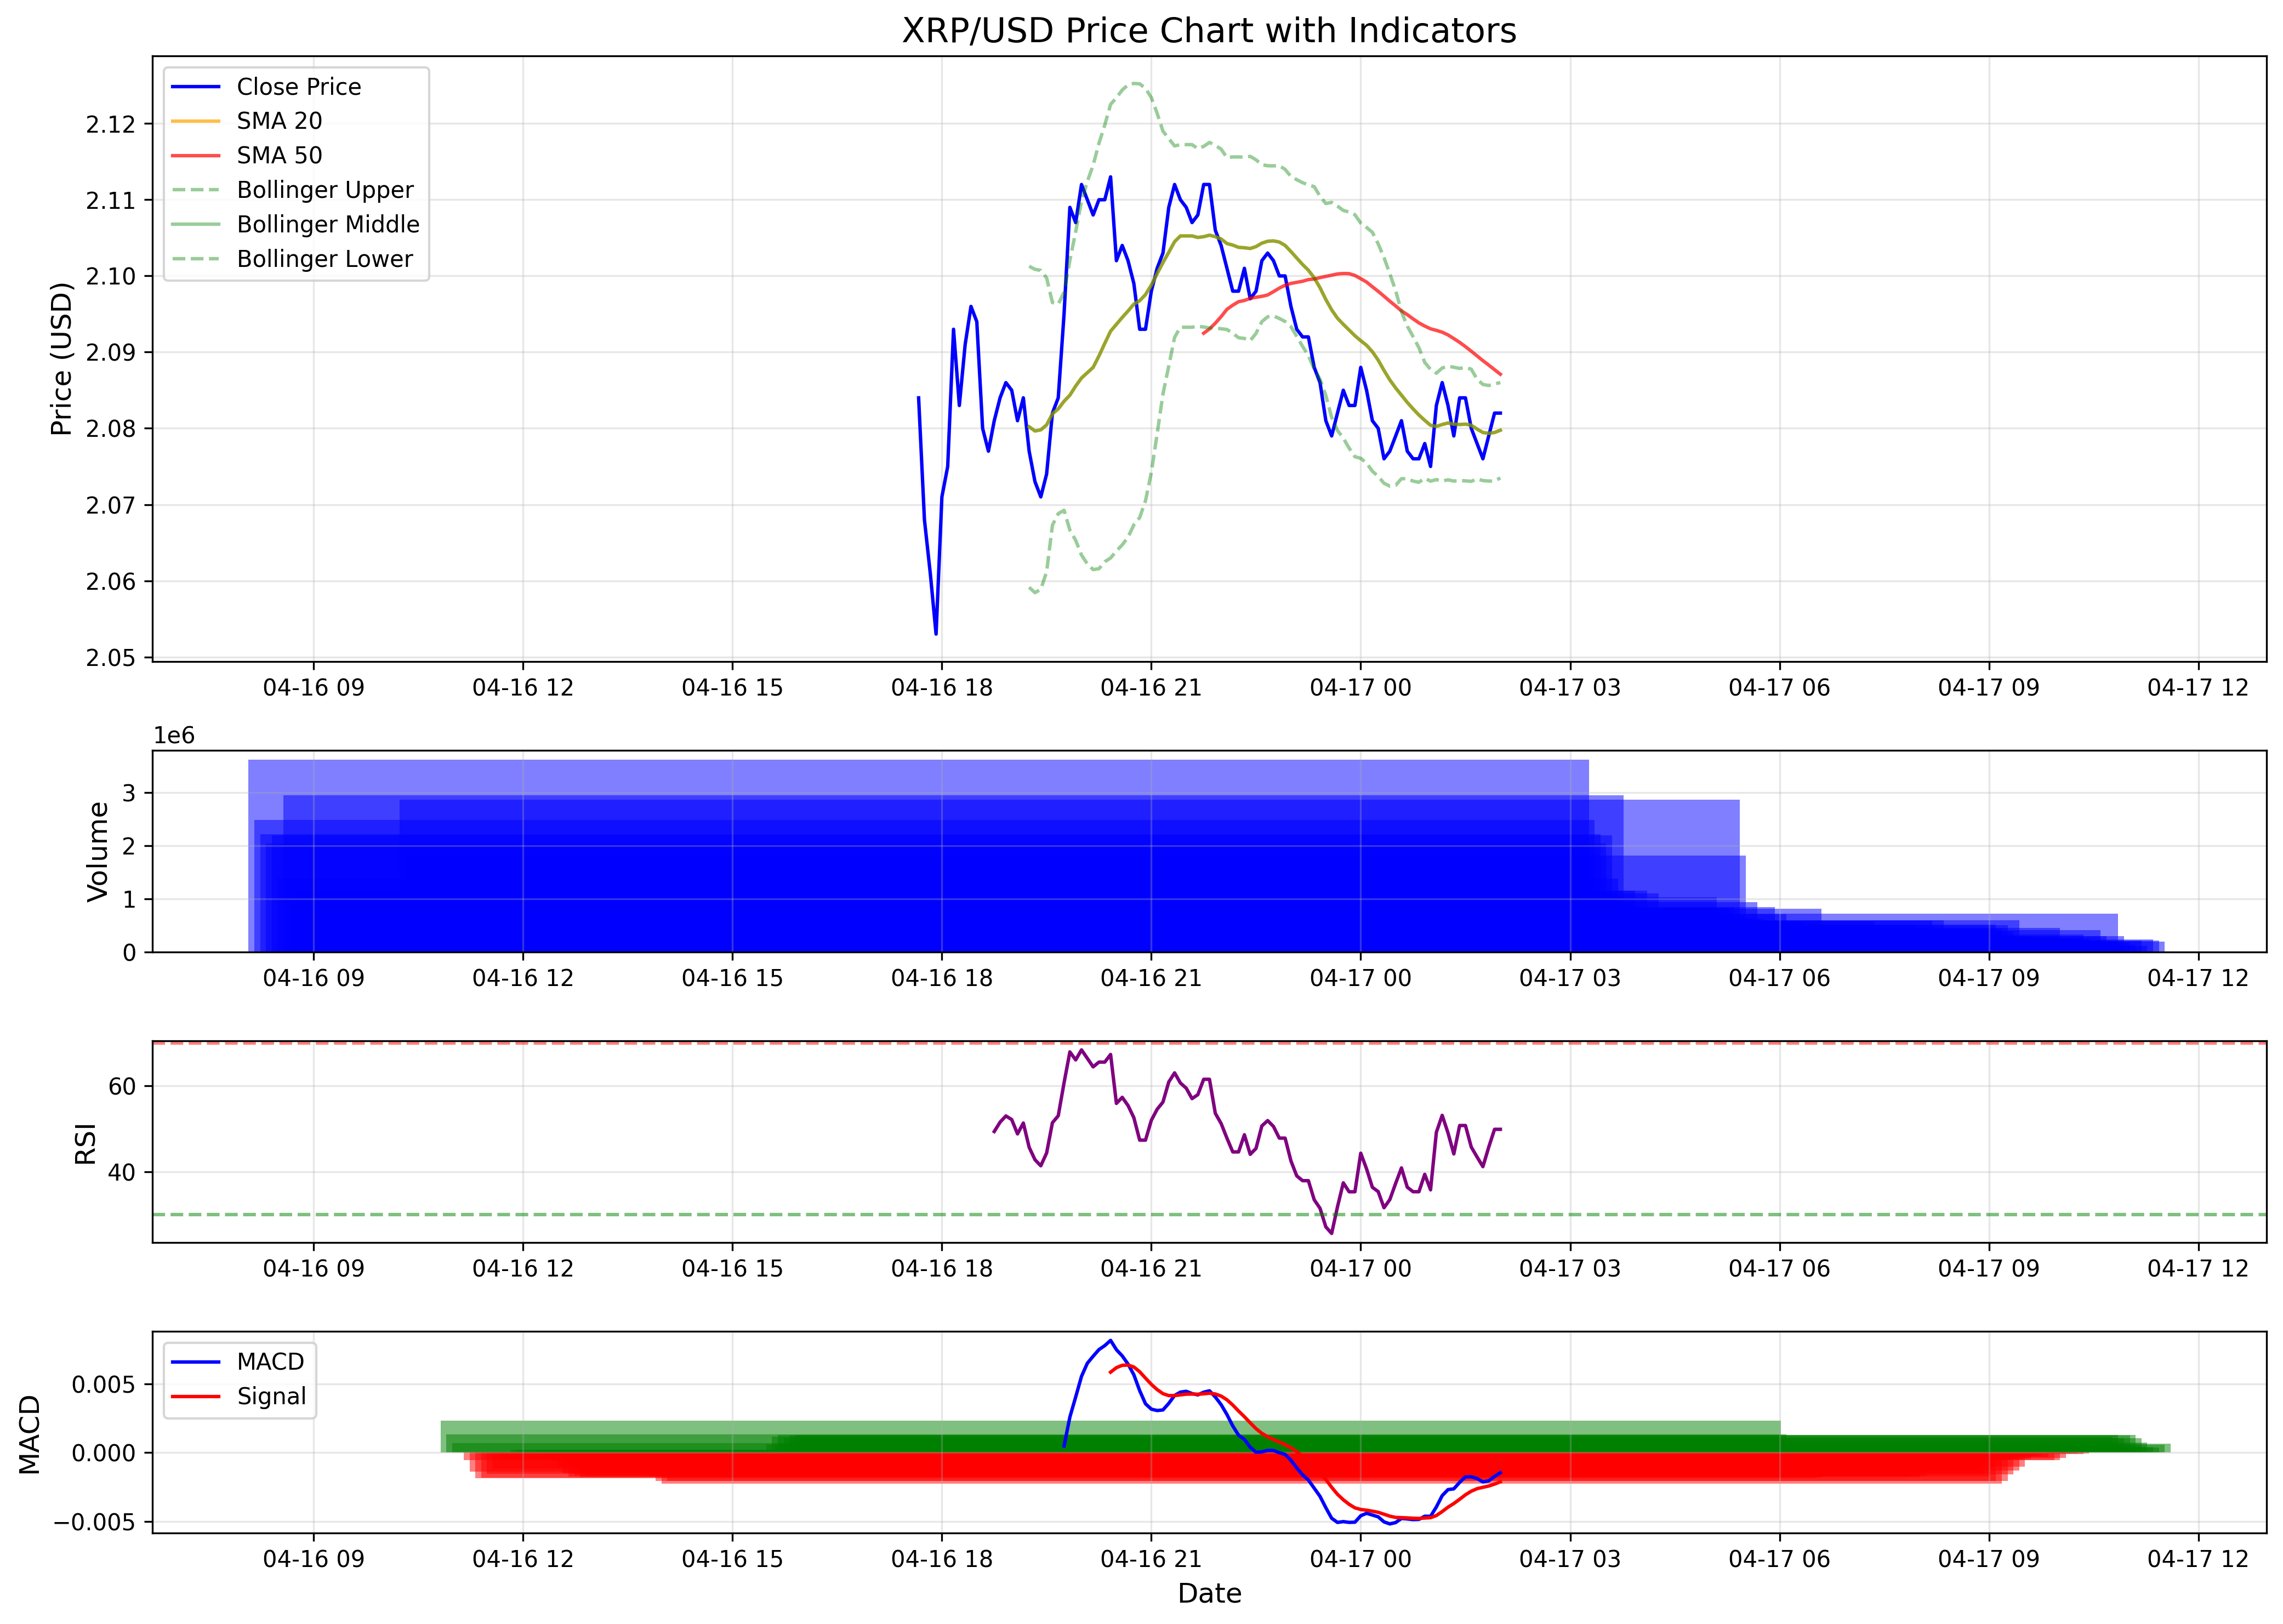 XRP/USD Price Chart with Indicators
Close Price
SMA 20
SMA 50
Bollinger Upper
Bollinger Middle
Bollinger Lower
Price (USD)
2.12
2.11
2.10
2.09
2.08
2.07
2.06
2.05
04-16 09 04-16 12 04-16 15 04-16 18 04-16 21 04-17 00 04-17 03 04-17 06 04-17 09 04-17 12
1e6
Volume
3
2
1
0
04-16 09 04-16 12 04-16 15 04-16 18 04-16 21 04-17 00 04-17 03 04-17 06 04-17 09 04-17 12
RSI
60
40
04-16 09 04-16 12 04-16 15 04-16 18 04-16 21 04-17 00 04-17 03 04-17 06 04-17 09 04-17 12
MACD
Signal
MACD
0.005
0.000
−0.005
04-16 09 04-16 12 04-16 15 04-16 18 04-16 21 04-17 00 04-17 03 04-17 06 04-17 09 04-17 12
Date